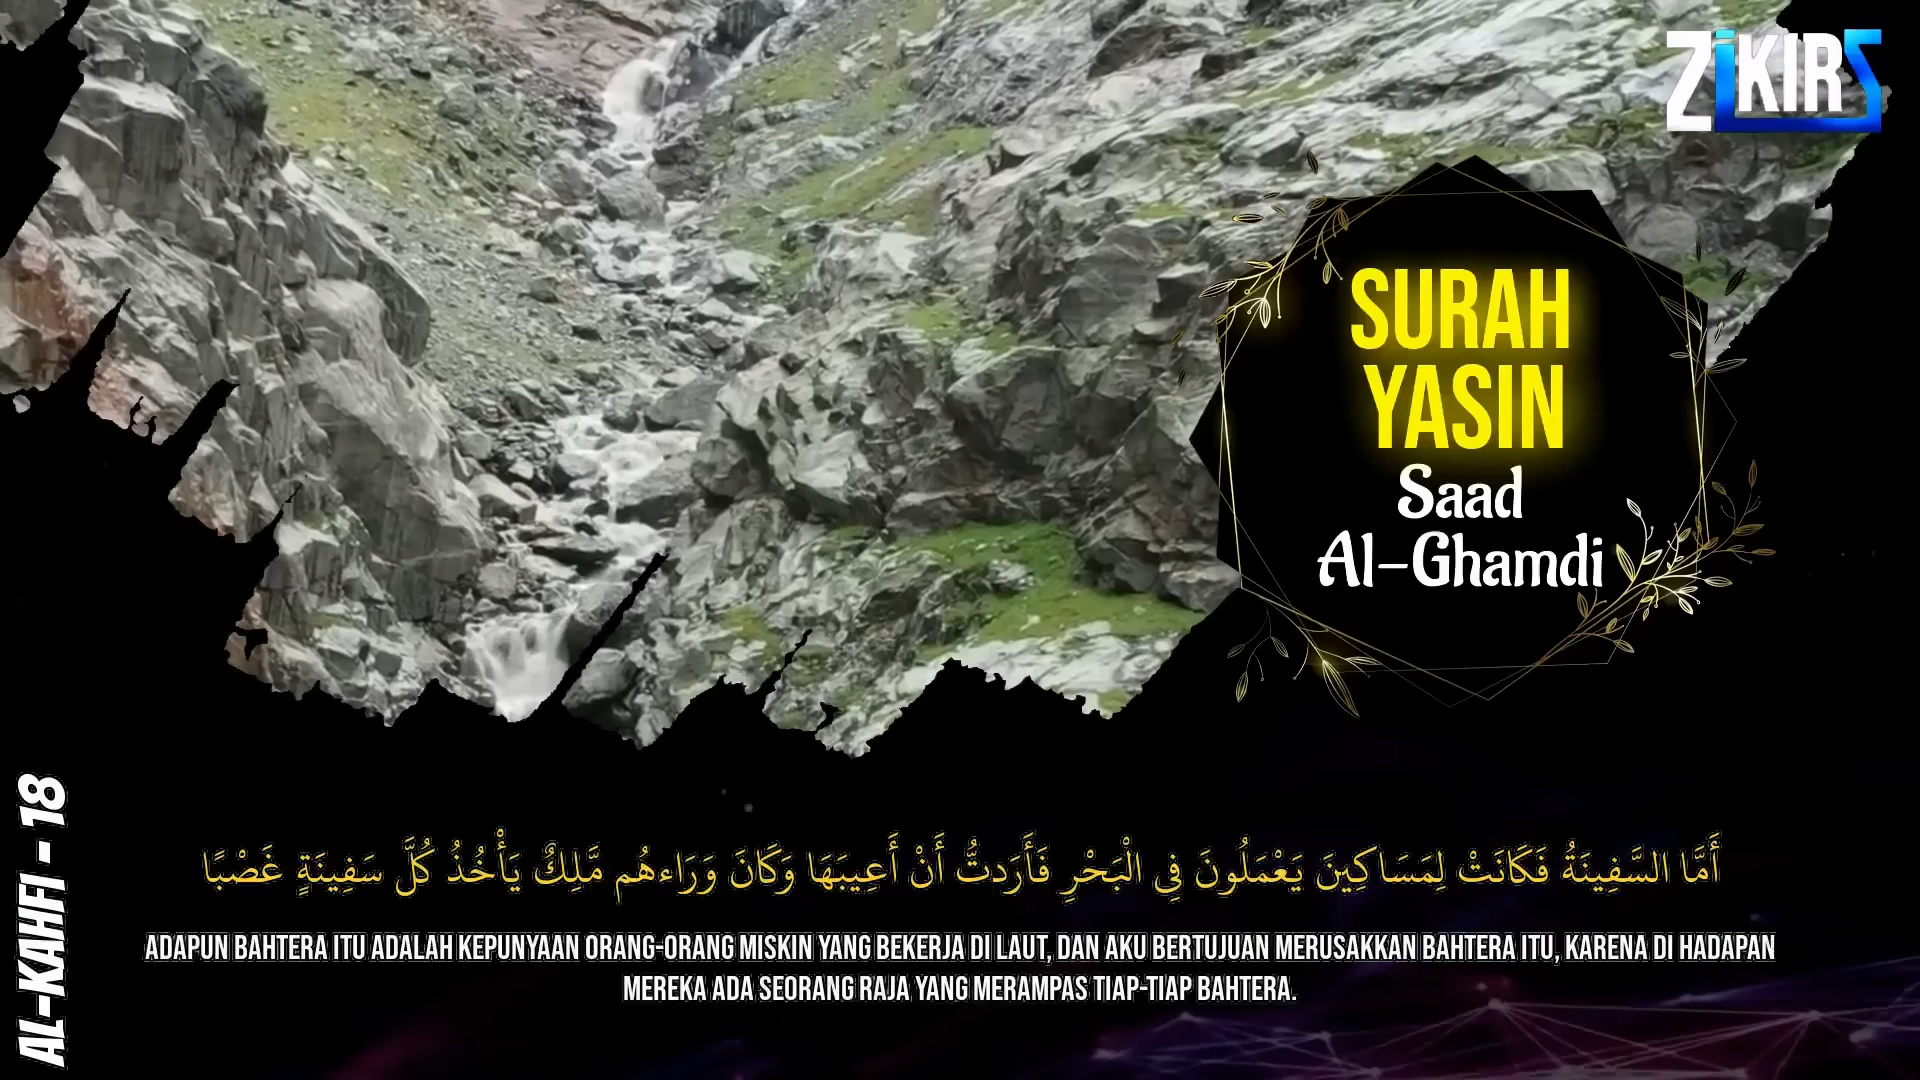 ZiKIRS
SURAH
YASIN
Saad
Al-Ghamdi
AL-KAHFI - 18
أَمَّا السَّفِينَةُ فَكَانَتْ لِمَسَاكِينَ يَعْمَلُونَ فِي الْبَحْرِ فَأَرَدتُّ أَنْ أَعِيبَهَا وَكَانَ وَرَاءهُم مَّلِكٌ يَأْخُذُ كُلَّ سَفِينَةٍ غَصْبًا
ADAPUN BAHTERA ITU ADALAH KEPUNYAAN ORANG-ORANG MISKIN YANG BEKERJA DI LAUT, DAN AKU BERTUJUAN MERUSAKKAN BAHTERA ITU, KARENA DI HADAPAN
MEREKA ADA SEORANG RAJA YANG MERAMPAS TIAP-TIAP BAHTERA.